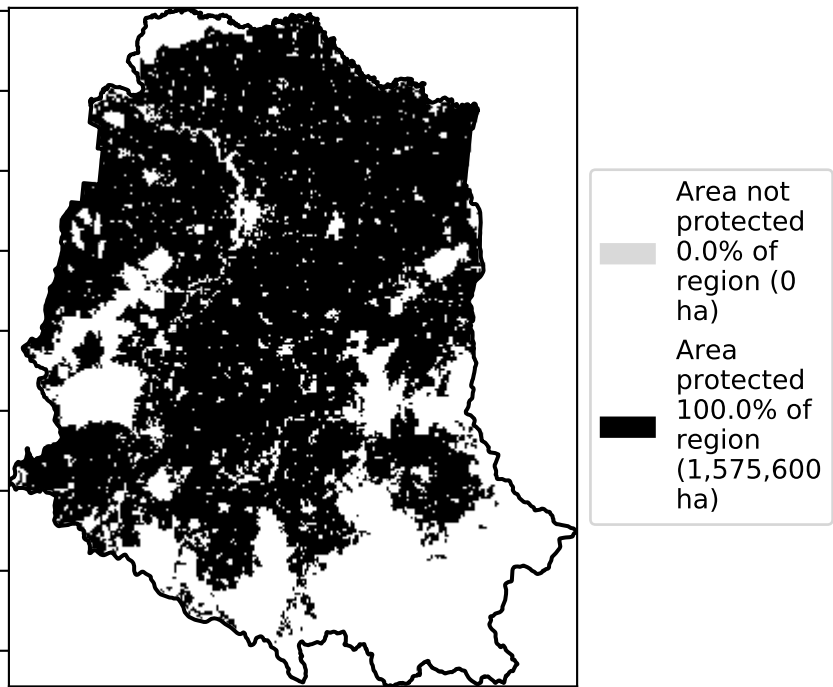 Area not
protected
0.0% of
region (0
ha)
Area
protected
100.0% of
region
(1,575,600
ha)